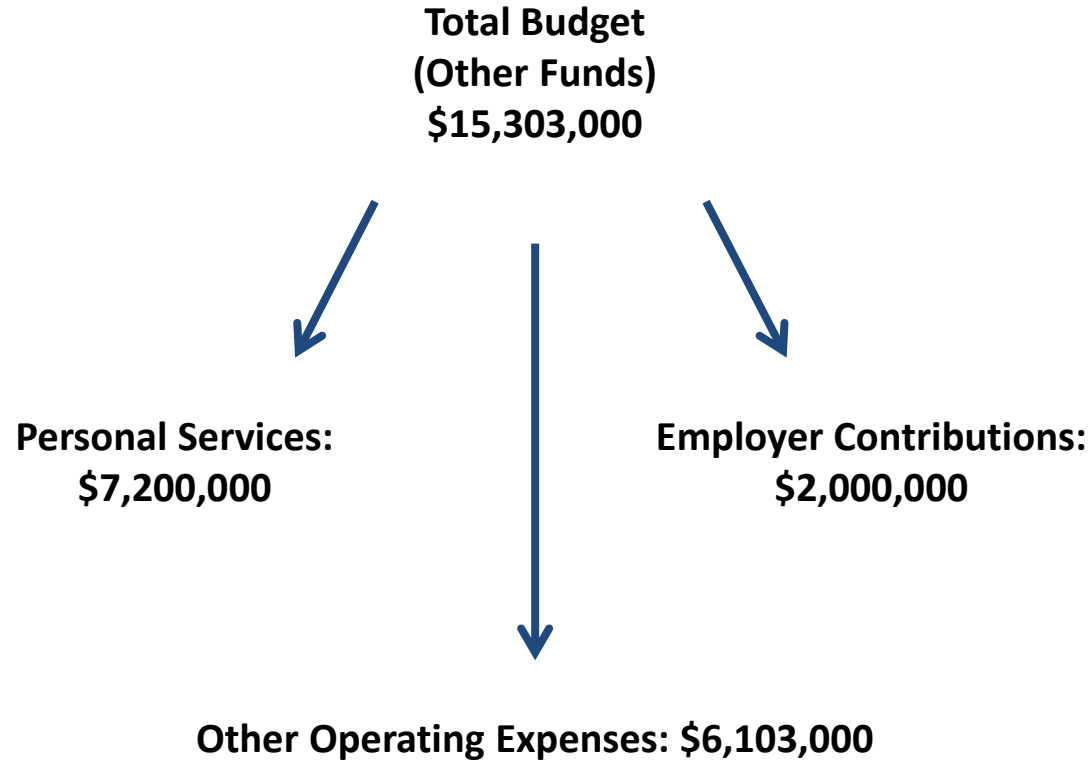 Total Budget
(Other Funds)
$15,303,000
Personal Services:
$7,200,000
Employer Contributions:
$2,000,000
Other Operating Expenses: $6,103,000